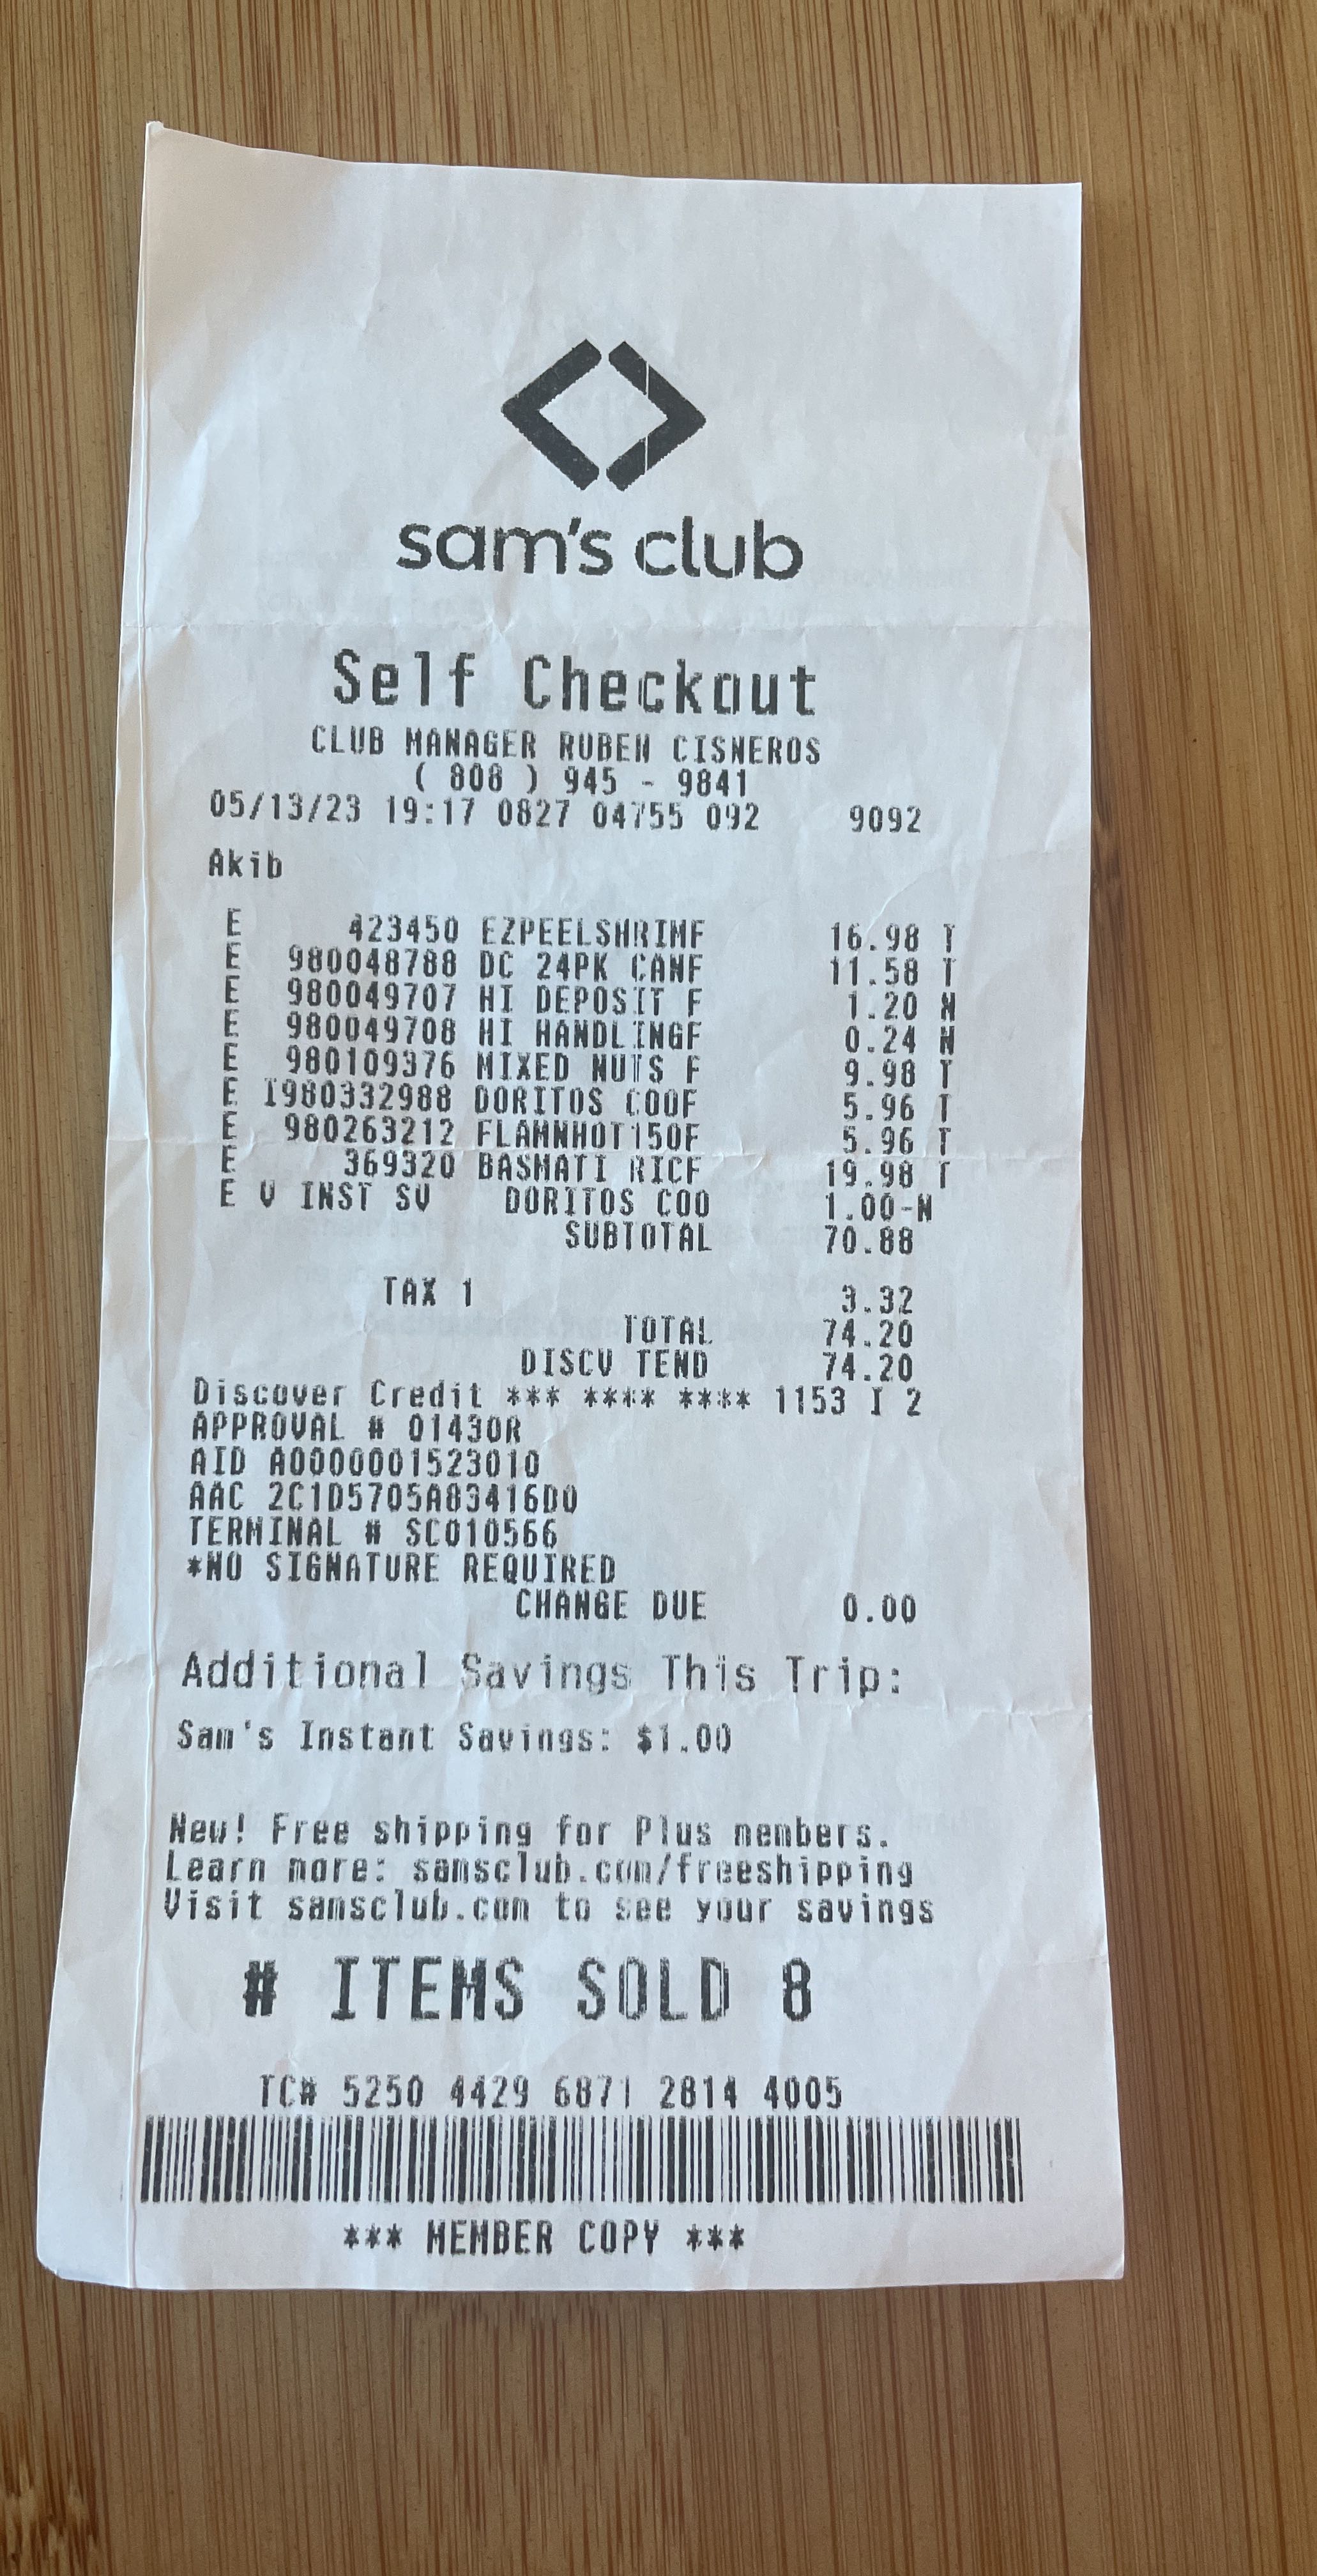 sam's club
Self Checkout
CLUB MANAGER RUBEN CISNEROS
( 808 ) 945 - 9841
05/13/23 19:17 0827 04755 092 9092
Akib
E 423450 EZPEELSHRIMF 16.98 T
E 980048788 DC 24PK CANF 11.58 T
E 980049707 HI DEPOSIT F 1.20 N
E 980049708 HI HANDLINGF 0.24 N
E 980109376 MIXED NUTS F 9.98 T
E 1980332988 DORITOS COOF 5.96 T
E 980263212 FLAMNHOT150F 5.96 T
E 369320 BASMATI RICF 19.98 T
E V INST SV DORITOS COO 1.00-N
SUBTOTAL 70.88
TAX 1 3.32
TOTAL 74.20
DISCV TEND 74.20
Discover Credit *** **** **** 1153 I 2
APPROVAL # 01430R
AID A0000001523010
AAC 2C1D5705A83416D0
TERMINAL # SC010566
*NO SIGNATURE REQUIRED
CHANGE DUE 0.00
Additional Savings This Trip:
Sam's Instant Savings: $1.00
New! Free shipping for Plus members.
Learn more: samsclub.com/freeshipping
Visit samsclub.com to see your savings
# ITEMS SOLD 8
TC# 5250 4429 6871 2814 4005
*** MEMBER COPY ***